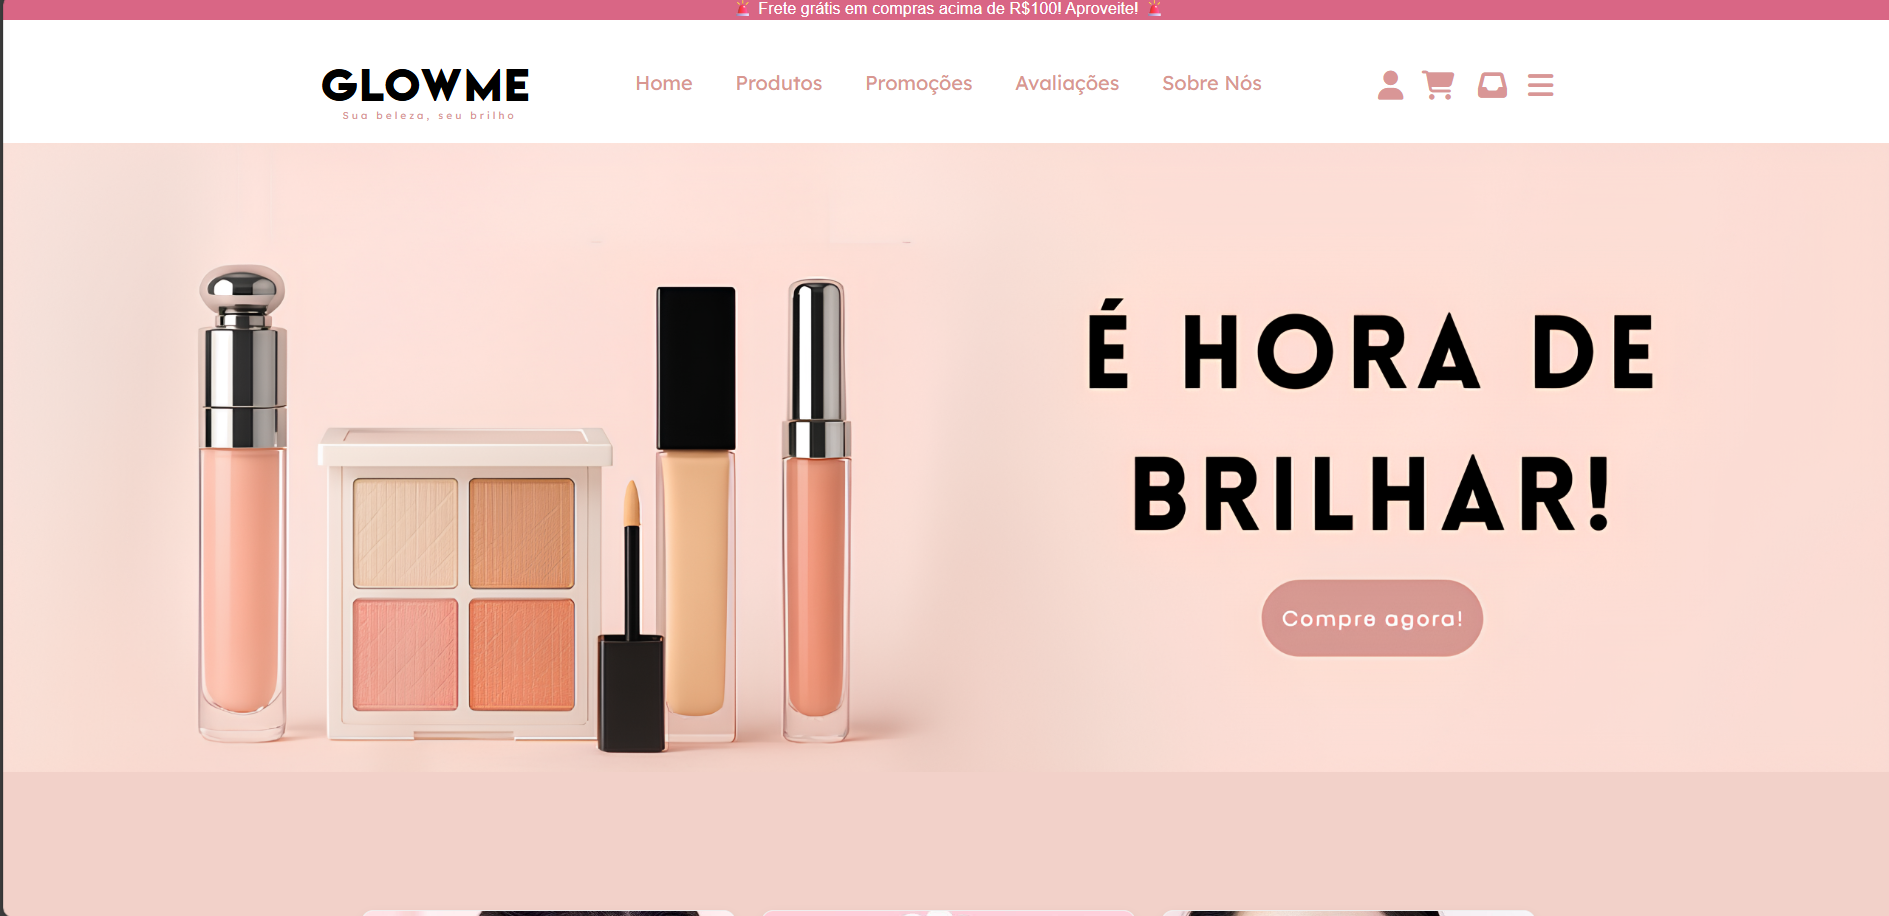 🚨 Frete grátis em compras acima de R$100! Aproveite! 🚨
GLOWME
Sua beleza, seu brilho
Home Produtos Promoções Avaliações Sobre Nós
É HORA DE
BRILHAR!
Compre agora!